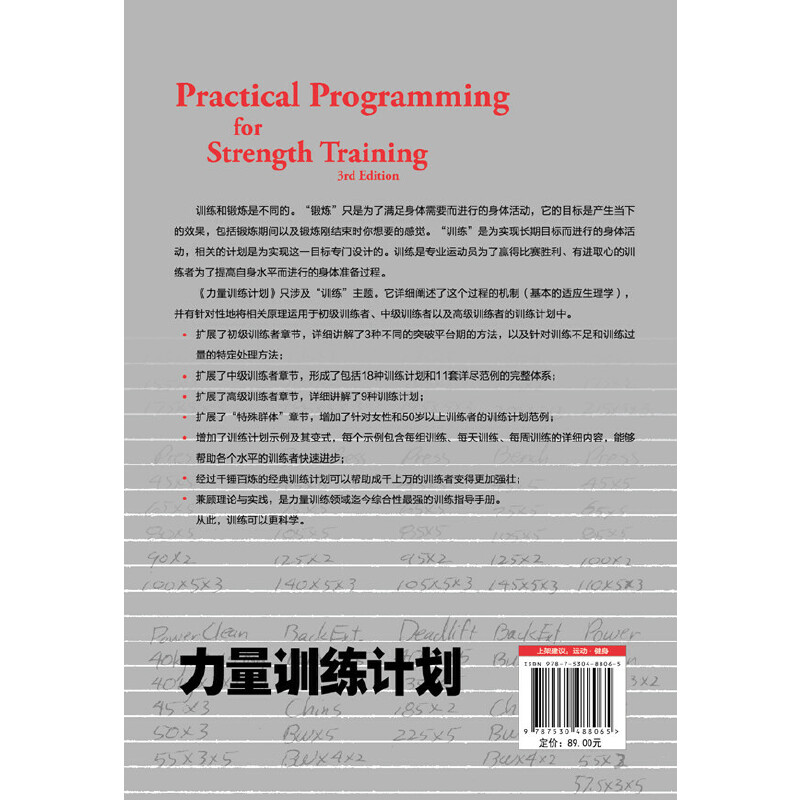 Practical Programming
for
Strength Training
3rd Edition
训练和锻炼是不同的。“锻炼”只是为了满足身体需要而进行的身体活动，它的目标是产生当下
的效果，包括锻炼期间以及锻炼刚结束时你想要的感觉。“训练”是为实现长期目标而进行的身体活
动，相关的计划是为实现这一目标专门设计的。训练是专业运动员为了赢得比赛胜利、有进取心的训
练者为了提高自身水平而进行的身体准备过程。
《力量训练计划》只涉及“训练”主题。它详细阐述了这个过程的机制（基本的适应生理学），
并有针对性地将相关原理运用于初级训练者、中级训练者以及高级训练者的训练计划中。
• 扩展了初级训练者章节，详细讲解了3种不同的突破平台期的方法，以及针对训练不足和训练过
量的特定处理方法；
• 扩展了中级训练者章节，形成了包括18种训练计划和11套详尽范例的完整体系；
• 扩展了高级训练者章节，详细讲解了9种训练计划；
• 扩展了“特殊群体”章节，增加了针对女性和50岁以上训练者的训练计划范例；
• 增加了训练计划示例及其变式，每个示例包含每组训练、每天训练、每周训练的详细内容，能够
帮助各个水平的训练者快速进步；
• 经过千锤百炼的经典训练计划可以帮助成千上万的训练者变得更加强壮；
• 兼顾理论与实践，是力量训练领域迄今综合性最强的训练指导手册。
从此，训练可以更科学。
90x2 125x2 95x2 125x2 100x2
100x5x3 140x5x3 105x5x3 145x5x3 110x5x3
Power Clean Back Ext. Deadlift Back Ext Power
力量训练计划
45x3 Chins 185x2
50x3 Bwx5 225x5
55x3x5 Bwx4x2 Bwx4x2 55x3
57.5x3x5
上架建议：运动·健身
ISBN 978-7-5304-8806-5
9 787530 488065 >
定价：89.00元